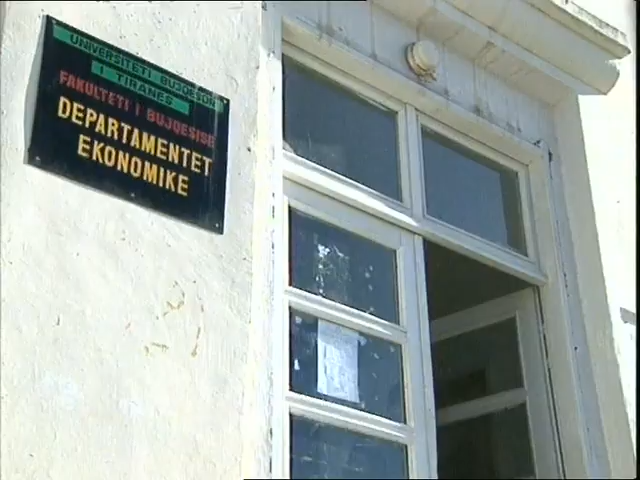 UNIVERSITETI BUJQESOR
I TIRANES
FAKULTETI I BUJQESISE
DEPARTAMENTET
EKONOMIKE